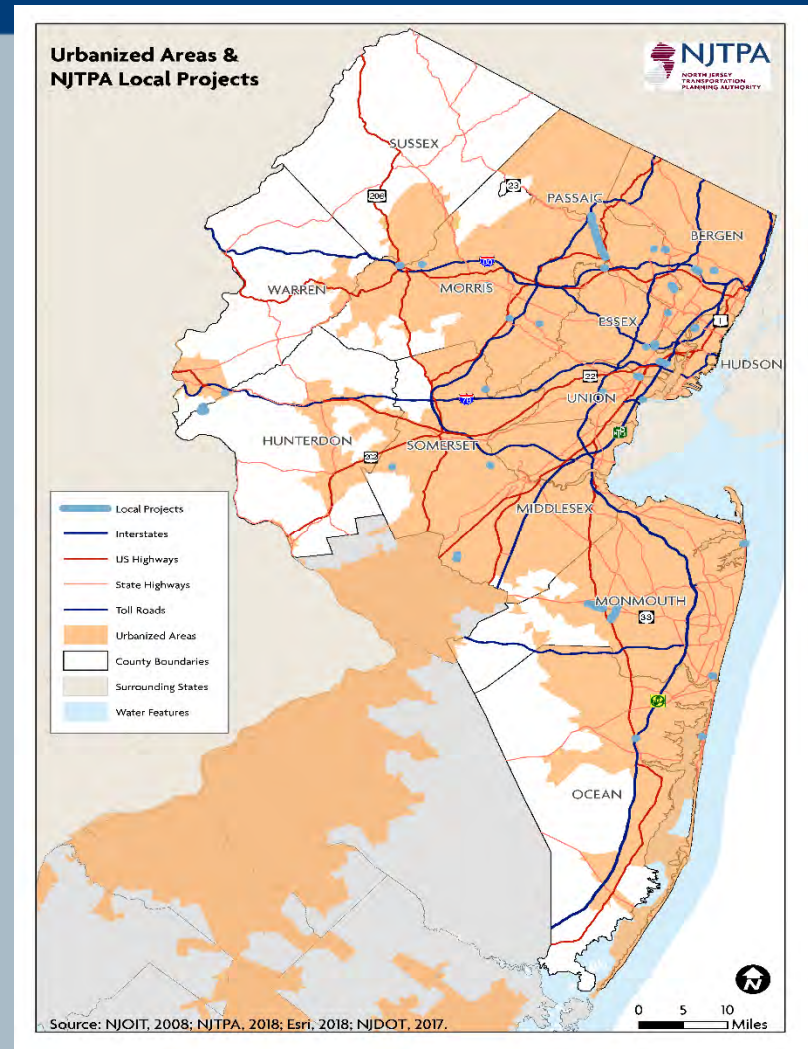 Urbanized Areas &
NJTPA Local Projects
NJTPA
NORTH JERSEY
TRANSPORTATION
PLANNING AUTHORITY
SUSSEX
23
206
PASSAIC
BERGEN
WARREN
MORRIS
ESSEX
1
HUDSON
22
UNION
78
HUNTERDON
SOMERSET
202
MIDDLESEX
Local Projects
Interstates
US Highways
State Highways
Toll Roads
Urbanized Areas
County Boundaries
Surrounding States
Water Features
MONMOUTH
33
OCEAN
N
0 5 10
Miles
Source: NJOIT, 2008; NJTPA, 2018; Esri, 2018; NJDOT, 2017.